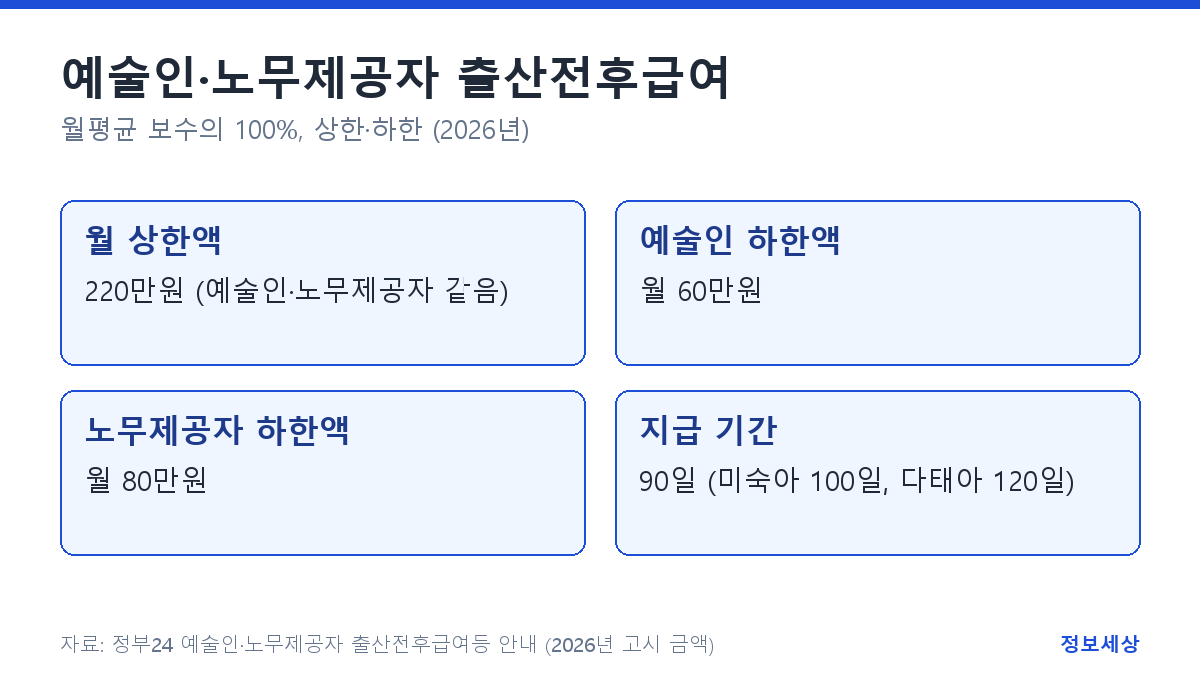 예술인·노무제공자 출산전후급여
월평균 보수의 100%, 상한·하한 (2026년)
월 상한액
220만원 (예술인·노무제공자 같음)
예술인 하한액
월 60만원
노무제공자 하한액
월 80만원
지급 기간
90일 (미숙아 100일, 다태아 120일)
자료: 정부24 예술인·노무제공자 출산전후급여등 안내 (2026년 고시 금액)
정보세상